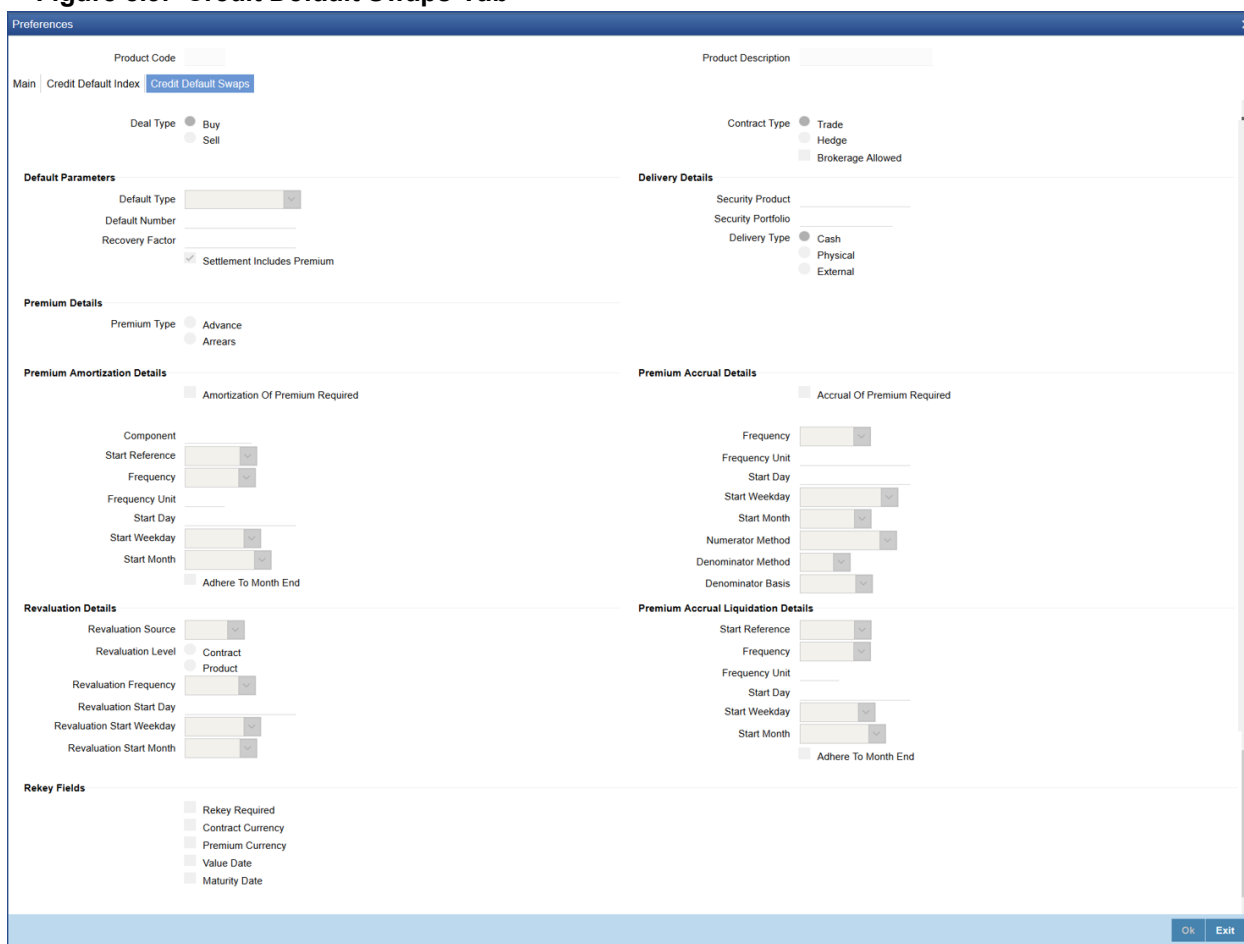 Preferences
Product Code
Product Description
Main Credit Default Index Credit Default Swaps
Deal Type Buy
Sell
Contract Type Trade
Hedge
Brokerage Allowed
Default Parameters
Default Type
Default Number
Recovery Factor
Settlement Includes Premium
Delivery Details
Security Product
Security Portfolio
Delivery Type Cash
Physical
External
Premium Details
Premium Type Advance
Arrears
Premium Amortization Details
Amortization Of Premium Required
Component
Start Reference
Frequency
Frequency Unit
Start Day
Start Weekday
Start Month
Adhere To Month End
Premium Accrual Details
Accrual Of Premium Required
Frequency
Frequency Unit
Start Day
Start Weekday
Start Month
Numerator Method
Denominator Method
Denominator Basis
Revaluation Details
Revaluation Source
Revaluation Level Contract
Product
Revaluation Frequency
Revaluation Start Day
Revaluation Start Weekday
Revaluation Start Month
Premium Accrual Liquidation Details
Start Reference
Frequency
Frequency Unit
Start Day
Start Weekday
Start Month
Adhere To Month End
Rekey Fields
Rekey Required
Contract Currency
Premium Currency
Value Date
Maturity Date
Ok Exit